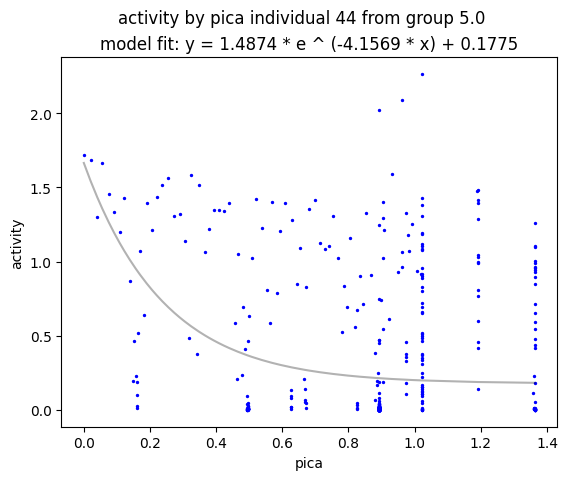 activity by pica individual 44 from group 5.0
model fit: y = 1.4874 * e ^ (-4.1569 * x) + 0.1775
activity
2.0
1.5
1.0
0.5
0.0
0.0 0.2 0.4 0.6 0.8 1.0 1.2 1.4
pica